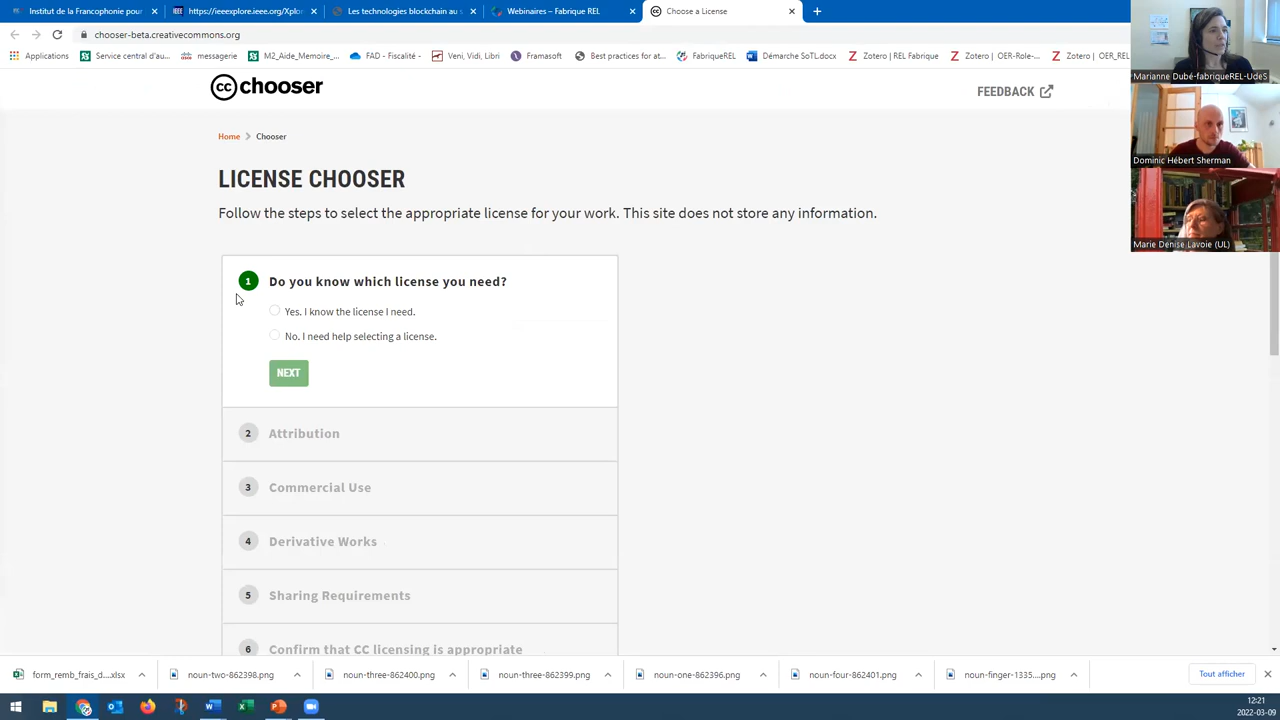 Institut de la Francophonie pour
https://ieeexplore.ieee.org/Xplo
Les technologies blockchain au s
Webinaires – Fabrique REL
Choose a License
chooser-beta.creativecommons.org
Applications
Service central d'au...
messagerie
M2_Aide_Memoire_...
FAD – Fiscalité -
Veni, Vidi, Libri
Framasoft
Best practices for at...
FabriqueREL
Démarche SoTL.docx
Zotero | REL Fabrique
Zotero | OER-Role-...
Zotero | OER_REL
Marianne Dubé-fabriqueREL-UdeS
Dominic Hébert Sherman
Marie Denise Lavoie (UL)
cc chooser
FEEDBACK
Home > Chooser
LICENSE CHOOSER
Follow the steps to select the appropriate license for your work. This site does not store any information.
1 Do you know which license you need?
Yes. I know the license I need.
No. I need help selecting a license.
NEXT
2 Attribution
3 Commercial Use
4 Derivative Works
5 Sharing Requirements
6 Confirm that CC licensing is appropriate
form_remb_frais_d....xlsx
noun-two-862398.png
noun-three-862400.png
noun-three-862399.png
noun-one-862396.png
noun-four-862401.png
noun-finger-1335....png
Tout afficher
12:21
2022-03-09